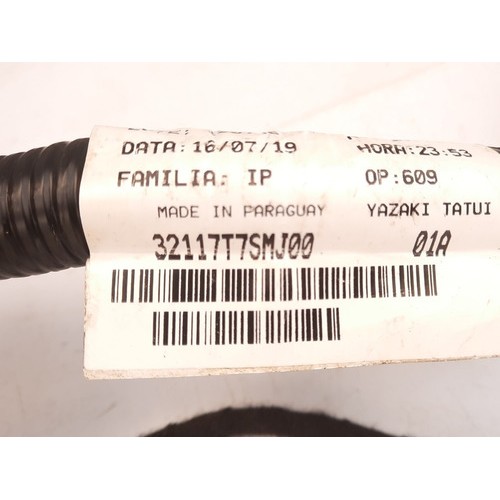 DATA:16/07/19 HORA:23:53
FAMILIA: IP OP:609
MADE IN PARAGUAY YAZAKI TATUI
32117T7SMJ00 01A